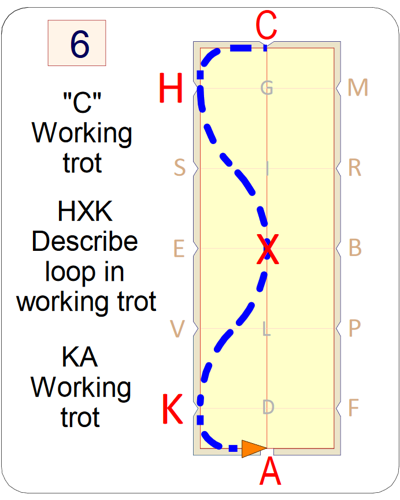 6
C
"C"
Working
trot
H
G
M
S
I
R
HXK
Describe
loop in
working trot
E
X
B
V
L
P
KA
Working
trot
K
D
F
A